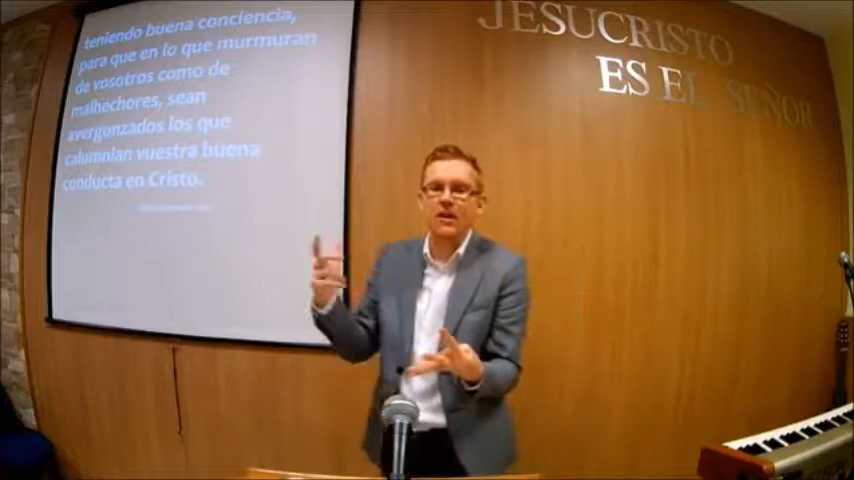 teniendo buena conciencia,
para que en lo que murmuran
de vosotros como de
malhechores, sean
avergonzados los que
calumnian vuestra buena
conducta en Cristo.
JESUCRISTO
ES EL SEÑOR